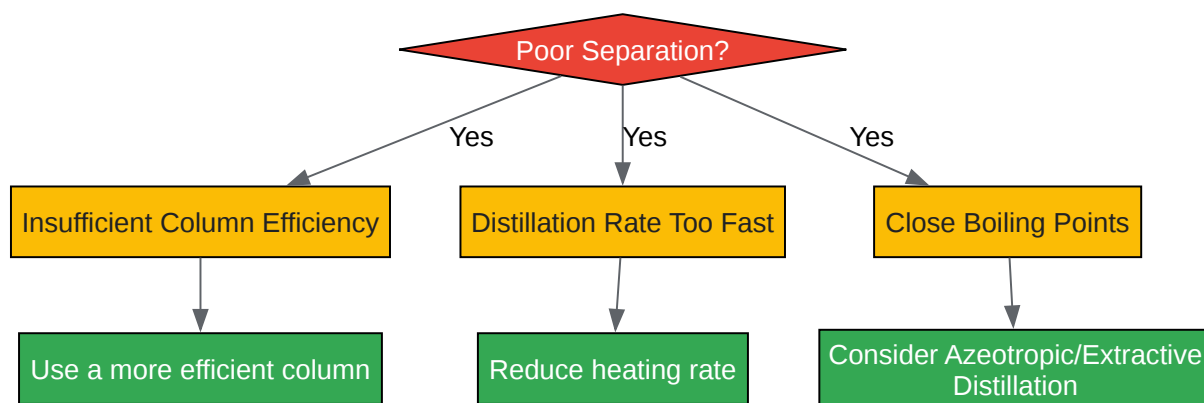 Poor Separation?
Yes
Yes
Yes
Insufficient Column Efficiency
Distillation Rate Too Fast
Close Boiling Points
Use a more efficient column
Reduce heating rate
Consider Azeotropic/Extractive
Distillation